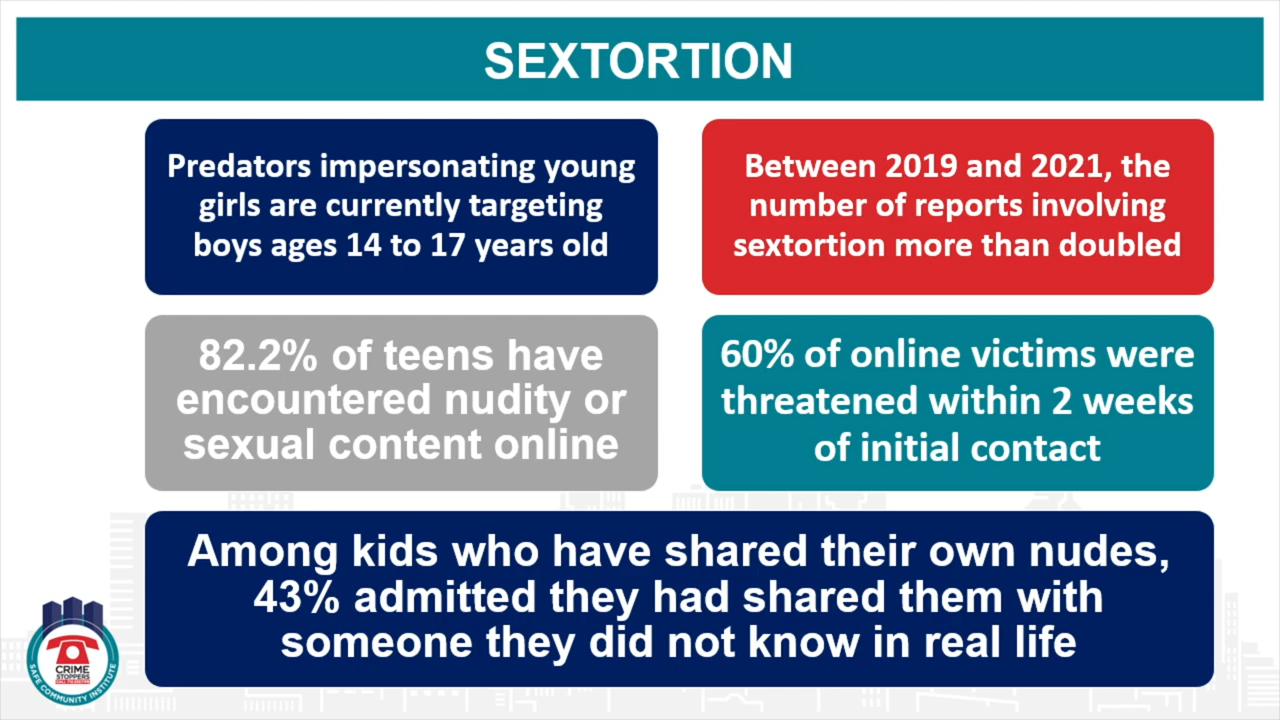 SEXTORTION
Predators impersonating young
girls are currently targeting
boys ages 14 to 17 years old
Between 2019 and 2021, the
number of reports involving
sextortion more than doubled
82.2% of teens have
encountered nudity or
sexual content online
60% of online victims were
threatened within 2 weeks
of initial contact
Among kids who have shared their own nudes,
43% admitted they had shared them with
someone they did not know in real life
CRIME
STOPPERS
SAFE COMMUNITY INSTITUTE